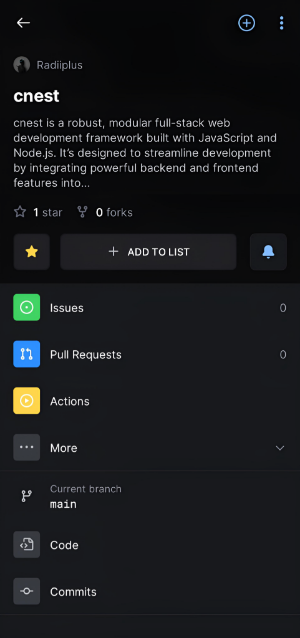 Radiiplus
cnest
cnest is a robust, modular full-stack web
development framework built with JavaScript and
Node.js. It's designed to streamline development
by integrating powerful backend and frontend
features into...
1 star 0 forks
+ ADD TO LIST
Issues 0
Pull Requests 0
Actions
More
Current branch
main
Code
Commits